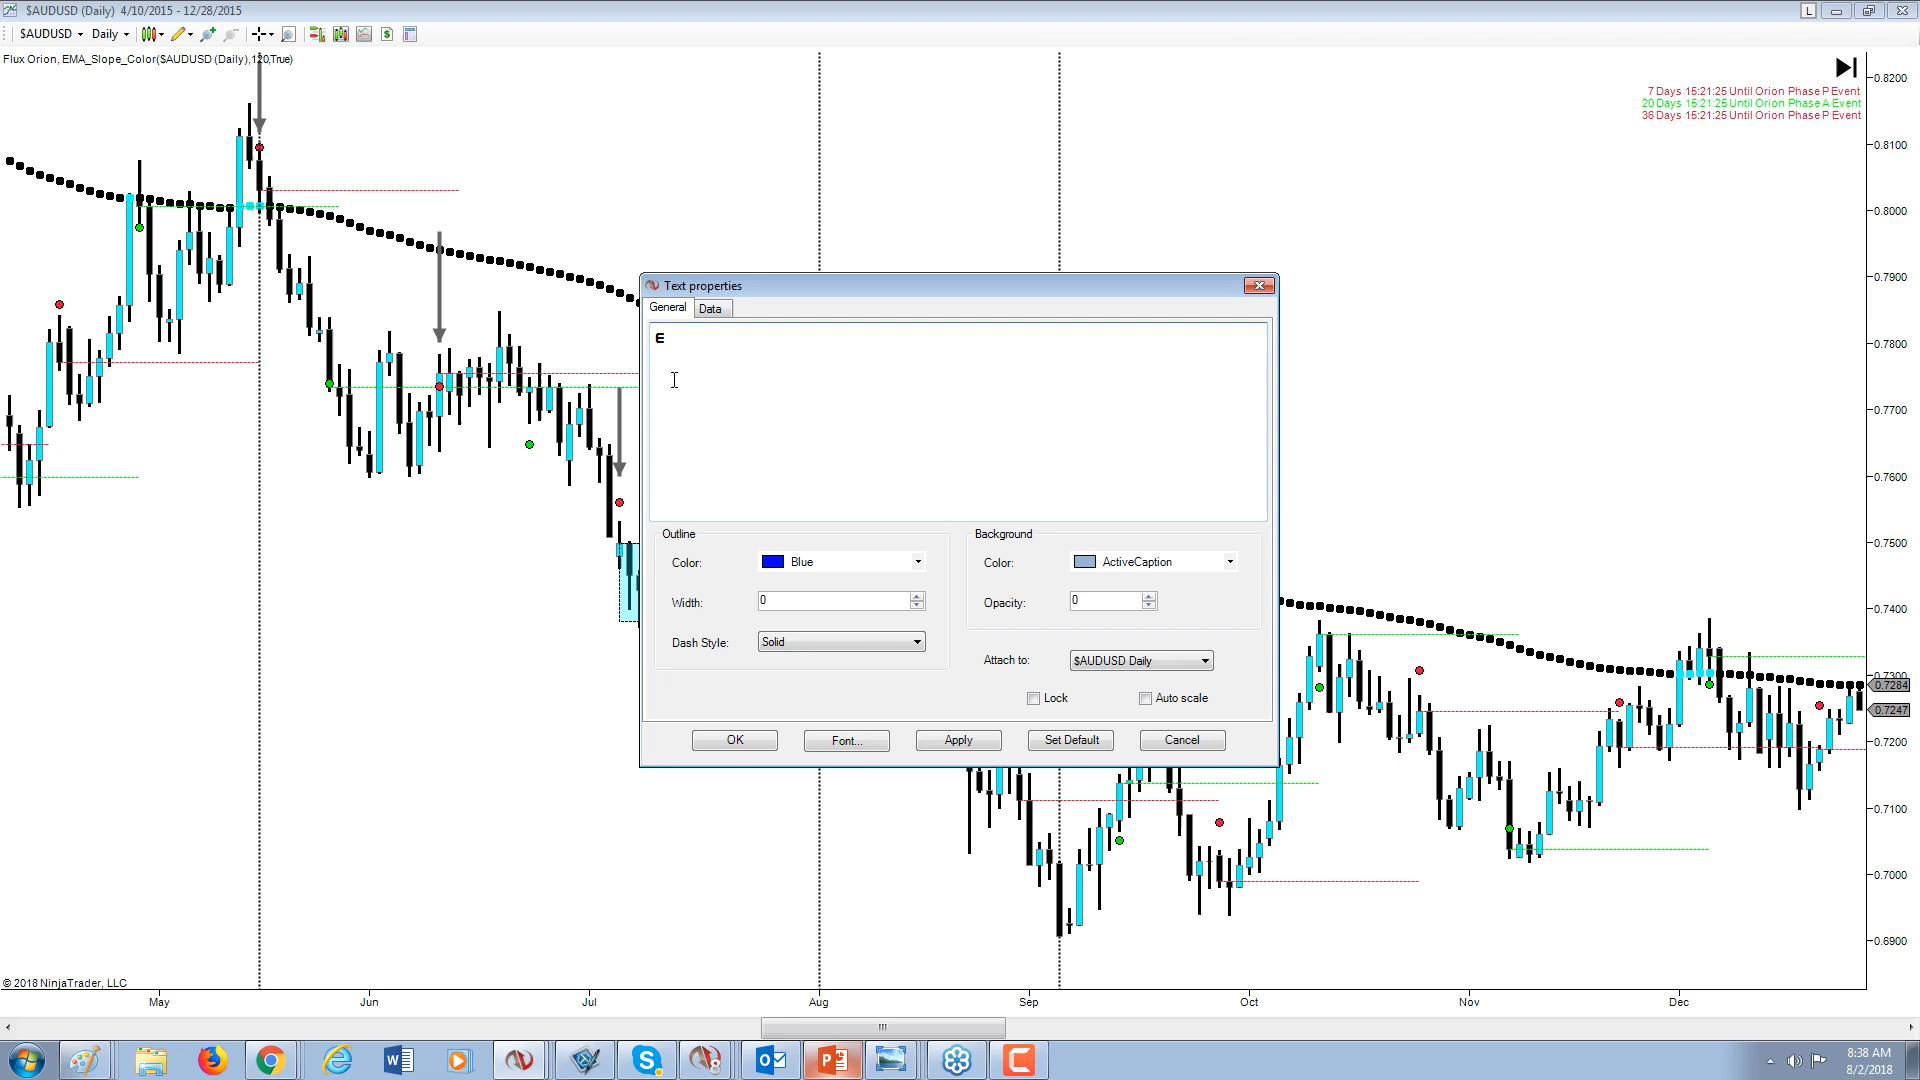 $AUDUSD (Daily)  4/10/2015 - 12/28/2015
L
$AUDUSD Daily
Flux Orion, EMA_Slope_Color($AUDUSD (Daily),120,True)
0.8200
7 Days 15:21:25 Until Orion Phase P Event
20 Days 15:21:25 Until Orion Phase A Event
36 Days 15:21:25 Until Orion Phase P Event
0.8100
0.8000
0.7900
0.7800
0.7700
0.7600
0.7500
0.7400
0.7300
0.7284
0.7247
0.7200
0.7100
0.7000
0.6900
Text properties
General Data
E
Outline
Color: Blue
Width: 0
Dash Style: Solid
Background
Color: ActiveCaption
Opacity: 0
Attach to: $AUDUSD Daily
Lock Auto scale
OK Font... Apply Set Default Cancel
© 2018 NinjaTrader, LLC
May Jun Jul Aug Sep Oct Nov Dec
8:38 AM
8/2/2018